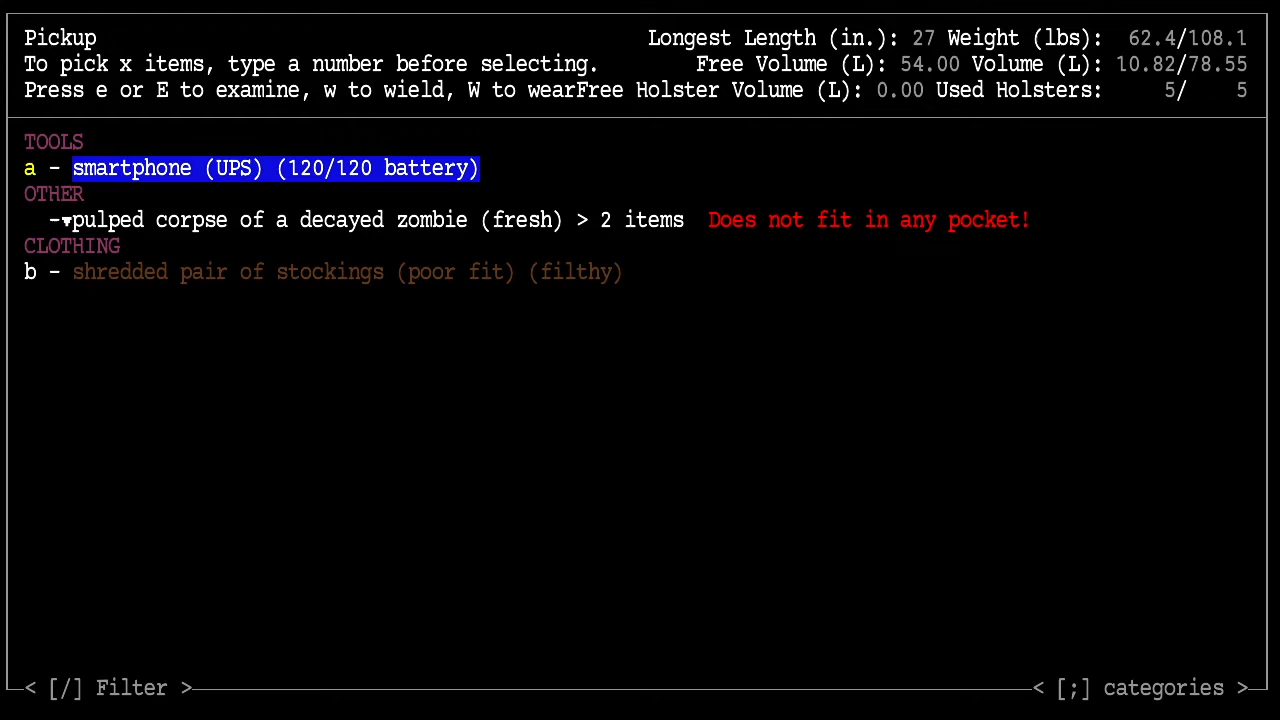 Pickup Longest Length (in.): 27 Weight (lbs): 62.4/108.1
To pick x items, type a number before selecting. Free Volume (L): 54.00 Volume (L): 10.82/78.55
Press e or E to examine, w to wield, W to wearFree Holster Volume (L): 0.00 Used Holsters: 5/ 5
TOOLS
a - smartphone (UPS) (120/120 battery)
OTHER
-▾pulped corpse of a decayed zombie (fresh) > 2 items Does not fit in any pocket!
CLOTHING
b - shredded pair of stockings (poor fit) (filthy)
< [/] Filter > < [;] categories >